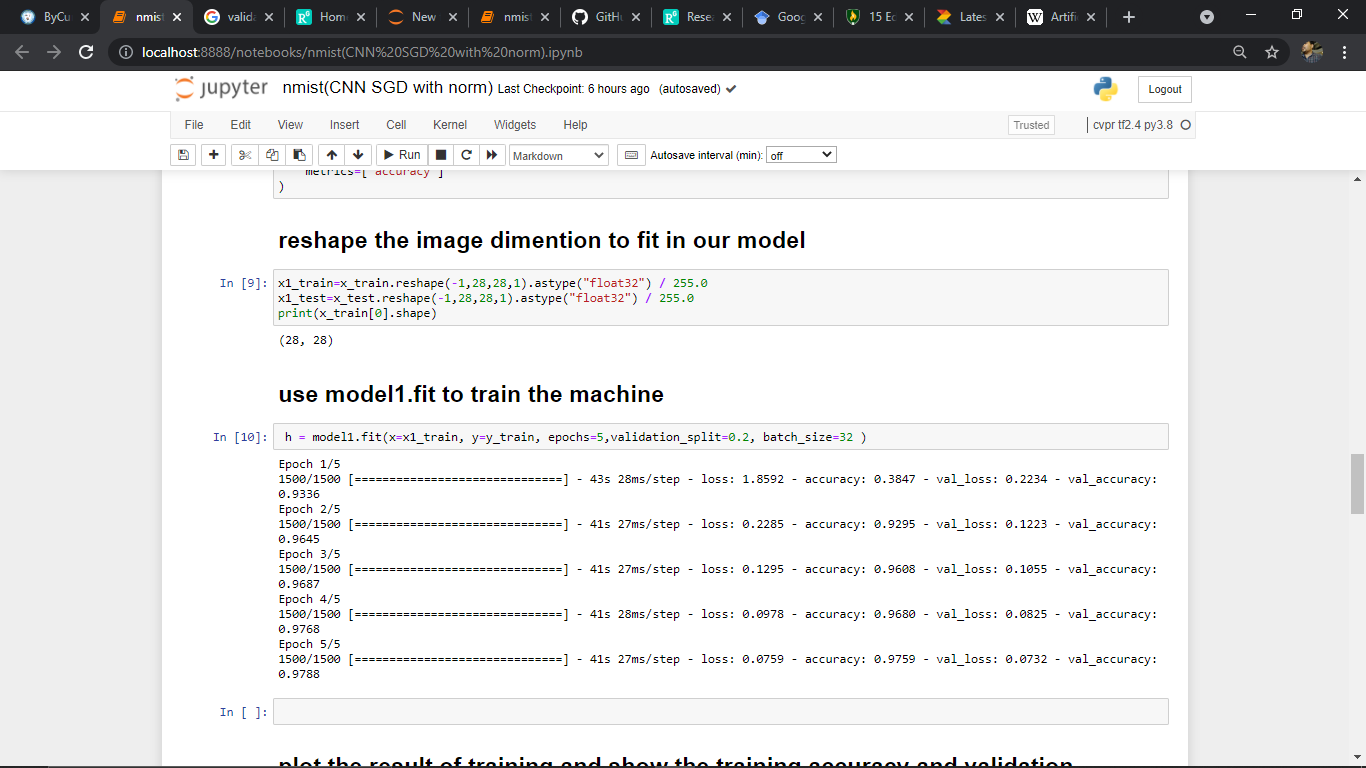 ByCu
nmis
valida
Home
New
nmist
GitHu
Resea
Goog
15 Ec
Lates
Artifi
localhost:8888/notebooks/nmist(CNN%20SGD%20with%20norm).ipynb
jupyter nmist(CNN SGD with norm) Last Checkpoint: 6 hours ago (autosaved)
Logout
File Edit View Insert Cell Kernel Widgets Help Trusted cvpr tf2.4 py3.8
Run Markdown Autosave interval (min): off
metrics=['accuracy']
)
reshape the image dimention to fit in our model
In [9]: x1_train=x_train.reshape(-1,28,28,1).astype("float32") / 255.0
x1_test=x_test.reshape(-1,28,28,1).astype("float32") / 255.0
print(x_train[0].shape)
(28, 28)
use model1.fit to train the machine
In [10]: h = model1.fit(x=x1_train, y=y_train, epochs=5,validation_split=0.2, batch_size=32 )
Epoch 1/5
1500/1500 [==============================] - 43s 28ms/step - loss: 1.8592 - accuracy: 0.3847 - val_loss: 0.2234 - val_accuracy:
0.9336
Epoch 2/5
1500/1500 [==============================] - 41s 27ms/step - loss: 0.2285 - accuracy: 0.9295 - val_loss: 0.1223 - val_accuracy:
0.9645
Epoch 3/5
1500/1500 [==============================] - 41s 27ms/step - loss: 0.1295 - accuracy: 0.9608 - val_loss: 0.1055 - val_accuracy:
0.9687
Epoch 4/5
1500/1500 [==============================] - 41s 28ms/step - loss: 0.0978 - accuracy: 0.9680 - val_loss: 0.0825 - val_accuracy:
0.9768
Epoch 5/5
1500/1500 [==============================] - 41s 27ms/step - loss: 0.0759 - accuracy: 0.9759 - val_loss: 0.0732 - val_accuracy:
0.9788
In [ ]:
plot the result of training and show the training accuracy and validation